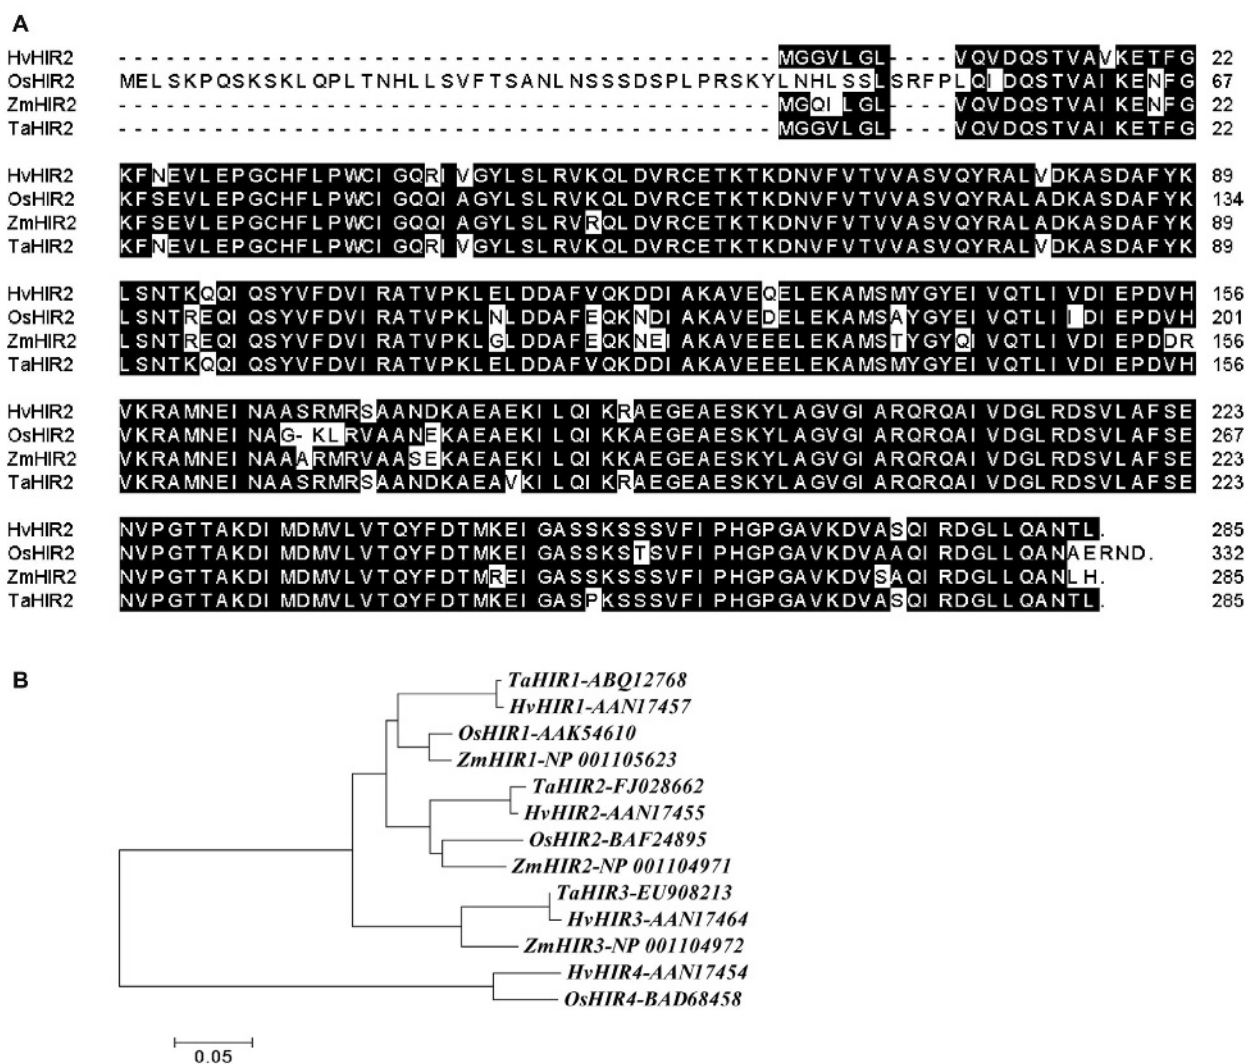 A
HvHIR2 -----------------------------------------MGGVLGL----VQVDQSTVAVKETFG 22
OsHIR2 MELSKPQSKSKLQPLTNHLLSVFTSANLNSSSDSPLPRSKYLNHLSSLSRFPLQIDQSTVAIKENFG 67
ZmHIR2 -----------------------------------------MGQILGL----VQVDQSTVAIKENFG 22
TaHIR2 -----------------------------------------MGGVLGL----VQVDQSTVAIKETFG 22
HvHIR2 KFNEVLEPGCHFLPWCIGQRIVGYLSLRVKQLDVRCETKTKDNVFVTVVASVQYRALVDKASDAFYK 89
OsHIR2 KFSEVLEPGCHFLPWCIGQQIAGYLSLRVKQLDVRCETKTKDNVFVTVVASVQYRALADKASDAFYK 134
ZmHIR2 KFSEVLEPGCHFLPWCIGQQIAGYLSLRVRQLDVRCETKTKDNVFVTVVASVQYRALADKASDAFYK 89
TaHIR2 KFNEVLEPGCHFLPWCIGQRIVGYLSLRVKQLDVRCETKTKDNVFVTVVASVQYRALVDKASDAFYK 89
HvHIR2 LSNTKQQIQSYVFDVIRATVPKLELDDAFVQKDDIAKAVEQELEKAMSMYGYEIVQTLIVDIEPDVH 156
OsHIR2 LSNTREQIQSYVFDVIRATVPKLNLDDAFEQKNDIAKAVEDELEKAMSAYGYEIVQTLIIDIEPDVH 201
ZmHIR2 LSNTREQIQSYVFDVIRATVPKLGLDDAFEQKNEIAKAVEEELEKAMSTYGYQIVQTLIVDIEPDDR 156
TaHIR2 LSNTKQQIQSYVFDVIRATVPKLELDDAFVQKDDIAKAVEEELEKAMSMYGYEIVQTLIVDIEPDVH 156
HvHIR2 VKRAMNEINAASRMRSAANDKAEAEKILQIKRAEGEAESKYLAGVGIARQRQAIVDGLRDSVLAFSE 223
OsHIR2 VKRAMNEINAG-KLRVAANEKAEAEKILQIKKAEGEAESKYLAGVGIARQRQAIVDGLRDSVLAFSE 267
ZmHIR2 VKRAMNEINAAARMRVAASEKAEAEKILQIKKAEGEAESKYLAGVGIARQRQAIVDGLRDSVLAFSE 223
TaHIR2 VKRAMNEINAASRMRSAANDKAEAVKILQIKRAEGEAESKYLAGVGIARQRQAIVDGLRDSVLAFSE 223
HvHIR2 NVPGTTAKDIMDMVLVTQYFDTMKEIGASSKSSSVFIPHGPGAVKDVASQIRDGLLQANTL. 285
OsHIR2 NVPGTTAKDIMDMVLVTQYFDTMKEIGASSKSTSVFIPHGPGAVKDVAAQIRDGLLQANAERND. 332
ZmHIR2 NVPGTTAKDIMDMVLVTQYFDTMREIGASSKSSSVFIPHGPGAVKDVSAQIRDGLLQANLH. 285
TaHIR2 NVPGTTAKDIMDMVLVTQYFDTMKEIGASPKSSSVFIPHGPGAVKDVASQIRDGLLQANTL. 285
B
TaHIR1-ABQ12768
HvHIR1-AAN17457
OsHIR1-AAK54610
ZmHIR1-NP 001105623
TaHIR2-FJ028662
HvHIR2-AAN17455
OsHIR2-BAF24895
ZmHIR2-NP 001104971
TaHIR3-EU908213
HvHIR3-AAN17464
ZmHIR3-NP 001104972
HvHIR4-AAN17454
OsHIR4-BAD68458
0.05